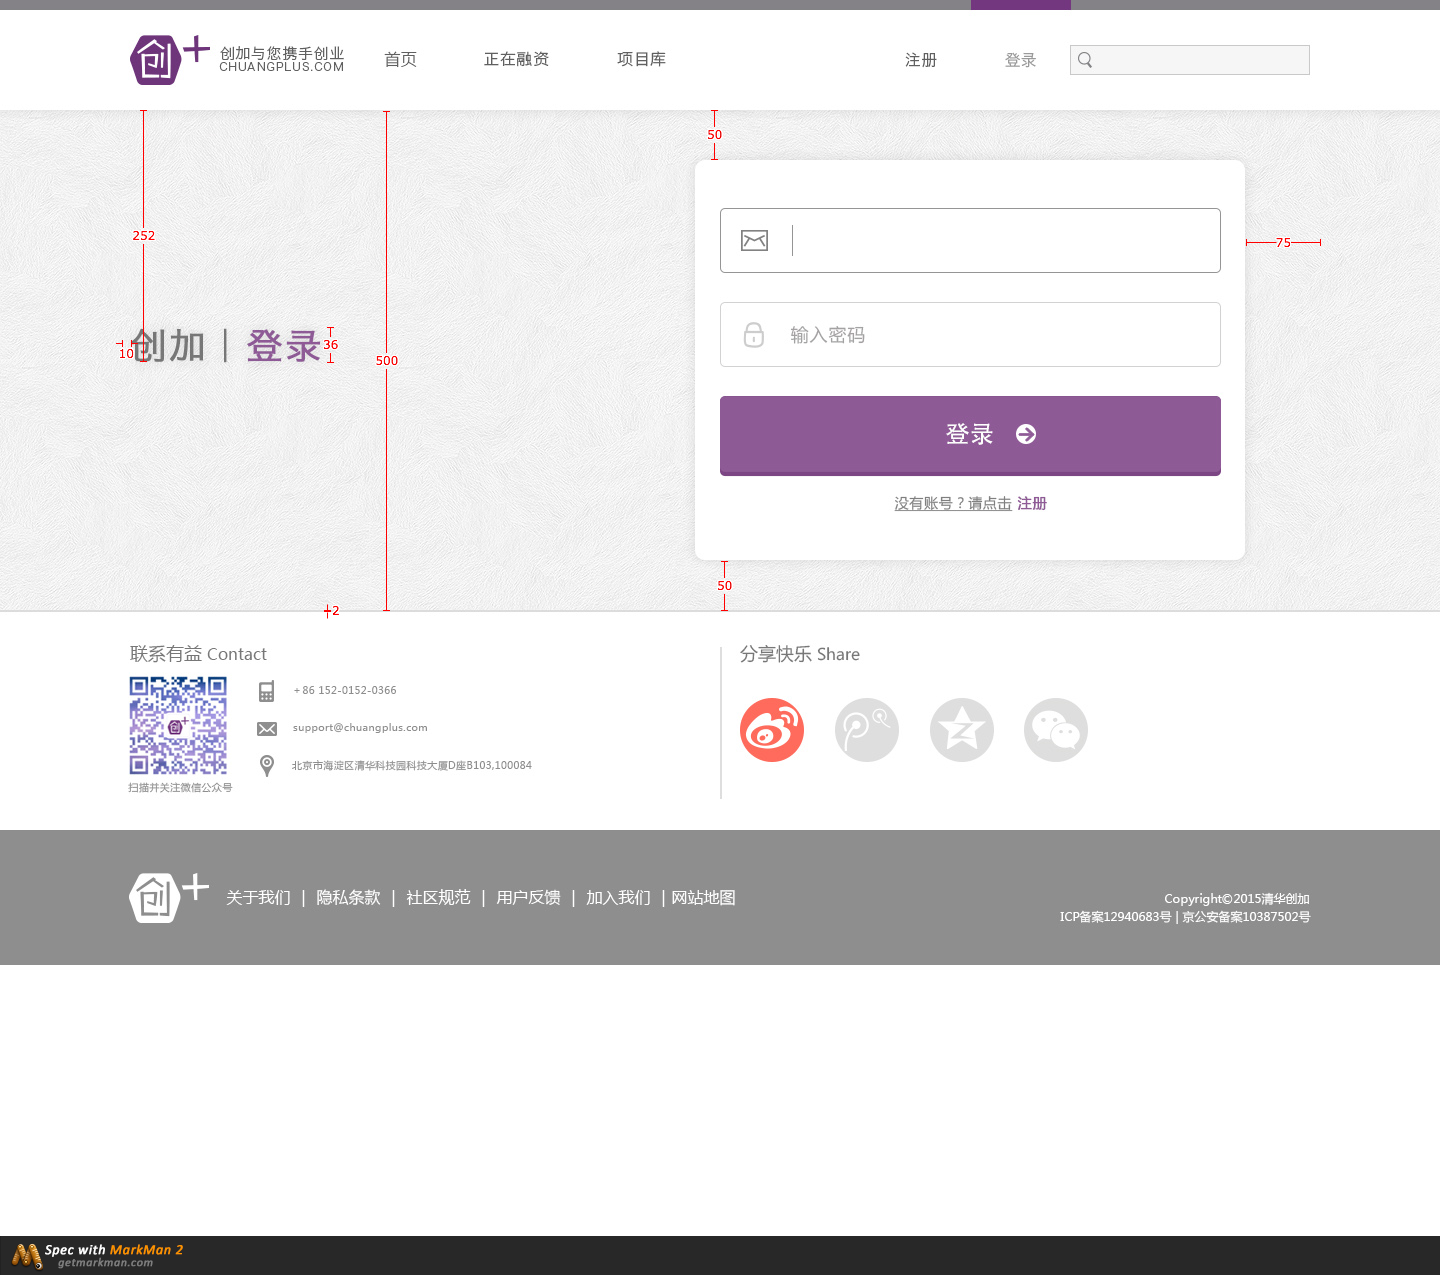 创
创加与您携手创业
CHUANGPLUS.COM
首页 正在融资 项目库 注册 登录
50
252
75
创加 | 登录
10
36
500
输入密码
登录
没有账号？请点击 注册
50
2
联系有益 Contact
分享快乐 Share
+ 86 152-0152-0366
创
support@chuangplus.com
北京市海淀区清华科技园科技大厦D座B103,100084
扫描并关注微信公众号
创
关于我们 | 隐私条款 | 社区规范 | 用户反馈 | 加入我们 | 网站地图
Copyright©2015清华创加
ICP备案12940683号 | 京公安备案10387502号
Spec with MarkMan 2
getmarkman.com